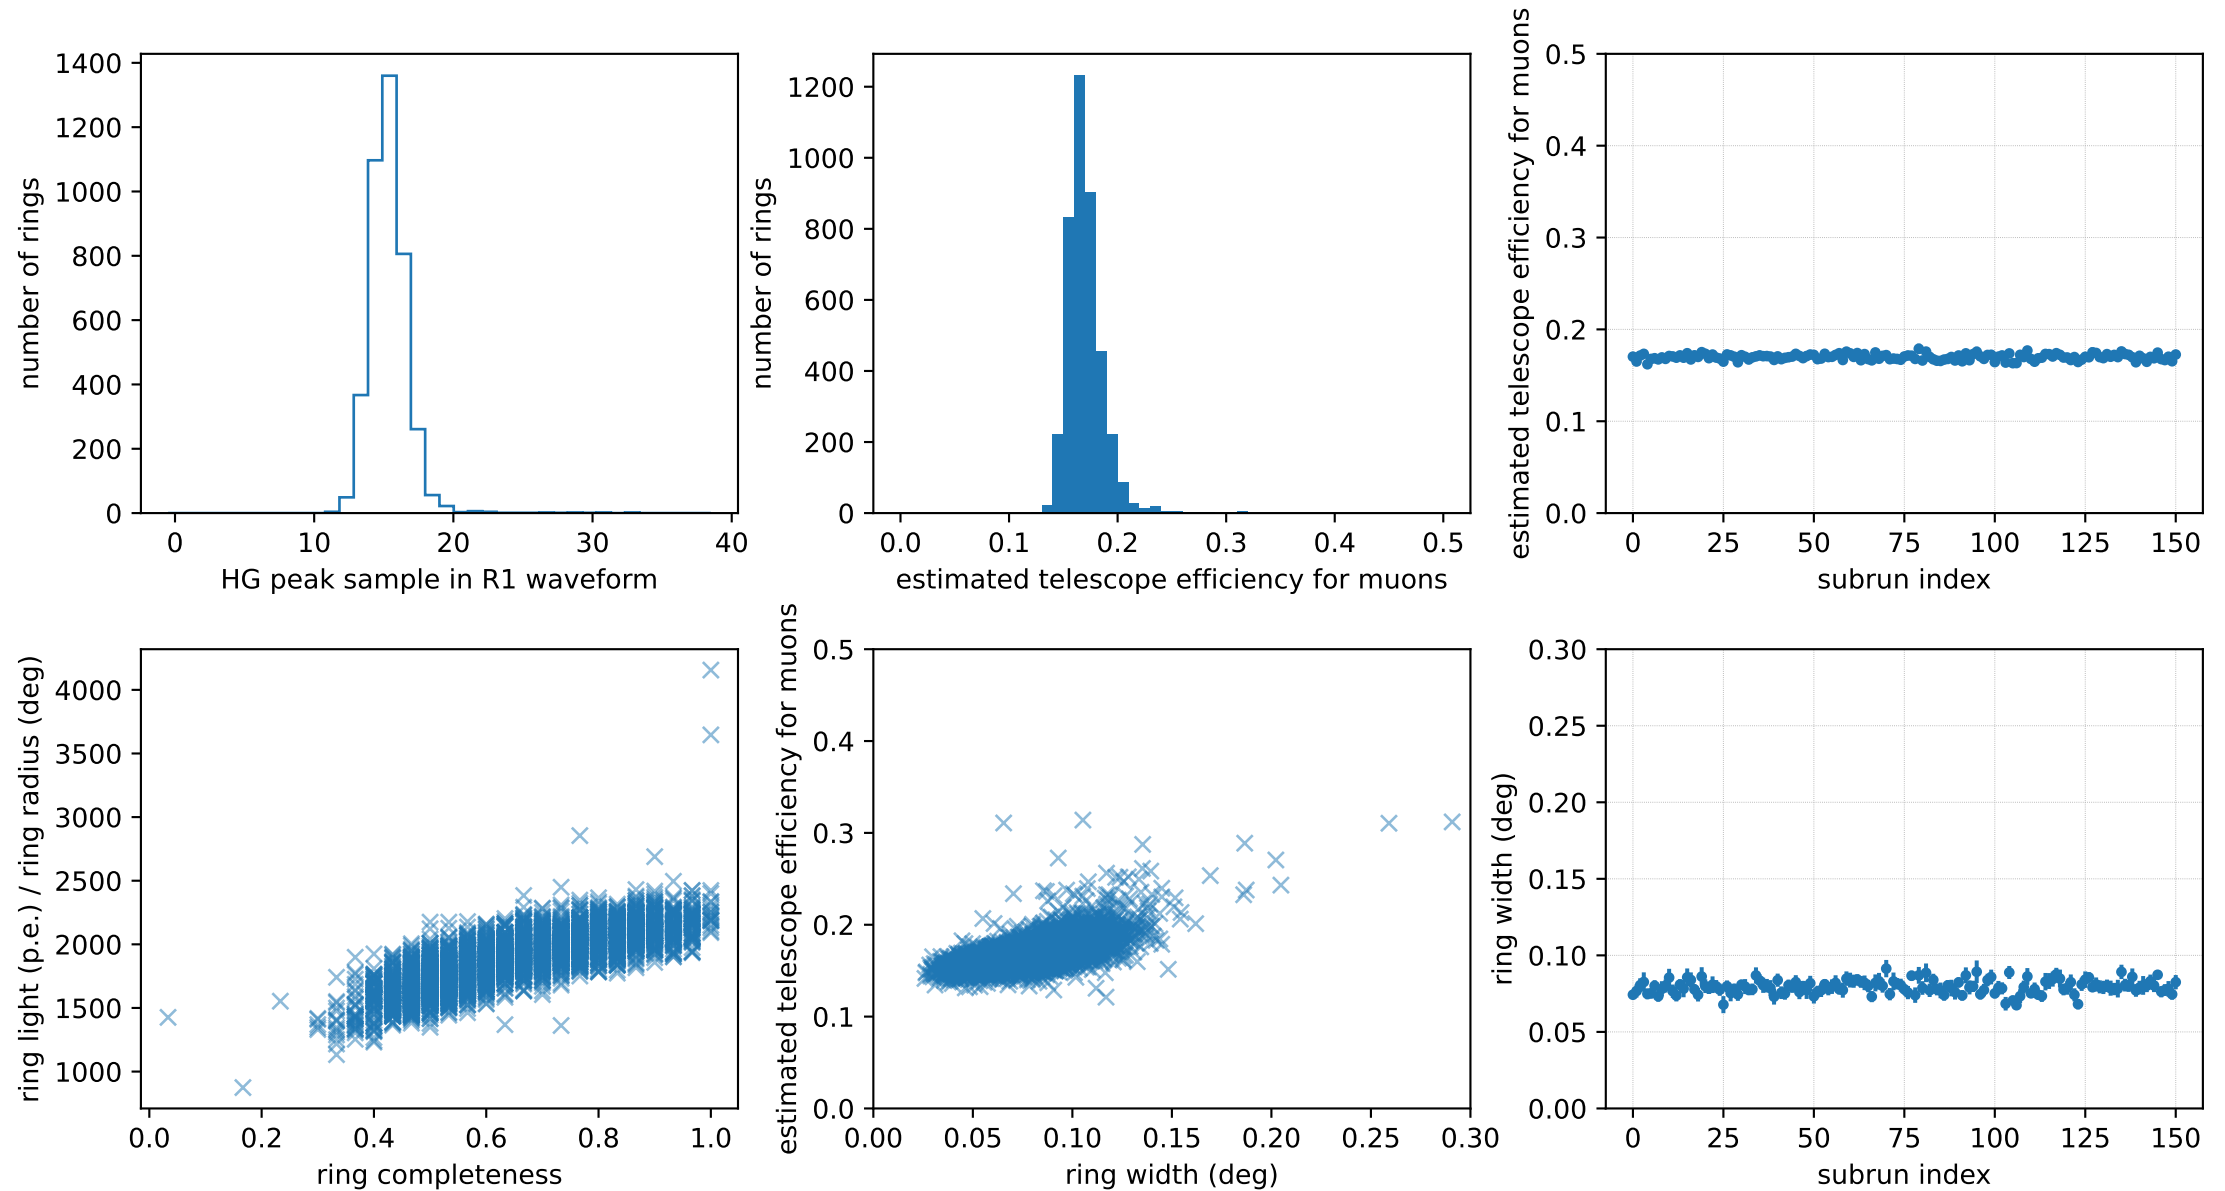 1400
1200
1000
800
600
400
200
0
number of rings
0 10 20 30 40
HG peak sample in R1 waveform
1200
1000
800
600
400
200
0
number of rings
0.0 0.1 0.2 0.3 0.4 0.5
estimated telescope efficiency for muons
0.5
0.4
0.3
0.2
0.1
0.0
estimated telescope efficiency for muons
0 25 50 75 100 125 150
subrun index
4000
3500
3000
2500
2000
1500
1000
ring light (p.e.) / ring radius (deg)
0.0 0.2 0.4 0.6 0.8 1.0
ring completeness
0.5
0.4
0.3
0.2
0.1
0.0
estimated telescope efficiency for muons
0.00 0.05 0.10 0.15 0.20 0.25 0.30
ring width (deg)
0.30
0.25
0.20
0.15
0.10
0.05
0.00
ring width (deg)
0 25 50 75 100 125 150
subrun index